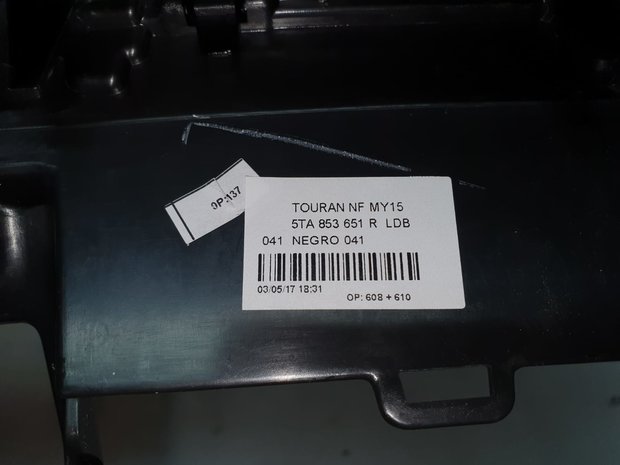 OP:137
TOURAN NF MY15
5TA 853 651 R LDB
041 NEGRO 041
03/05/17 18:31
OP: 608 + 610